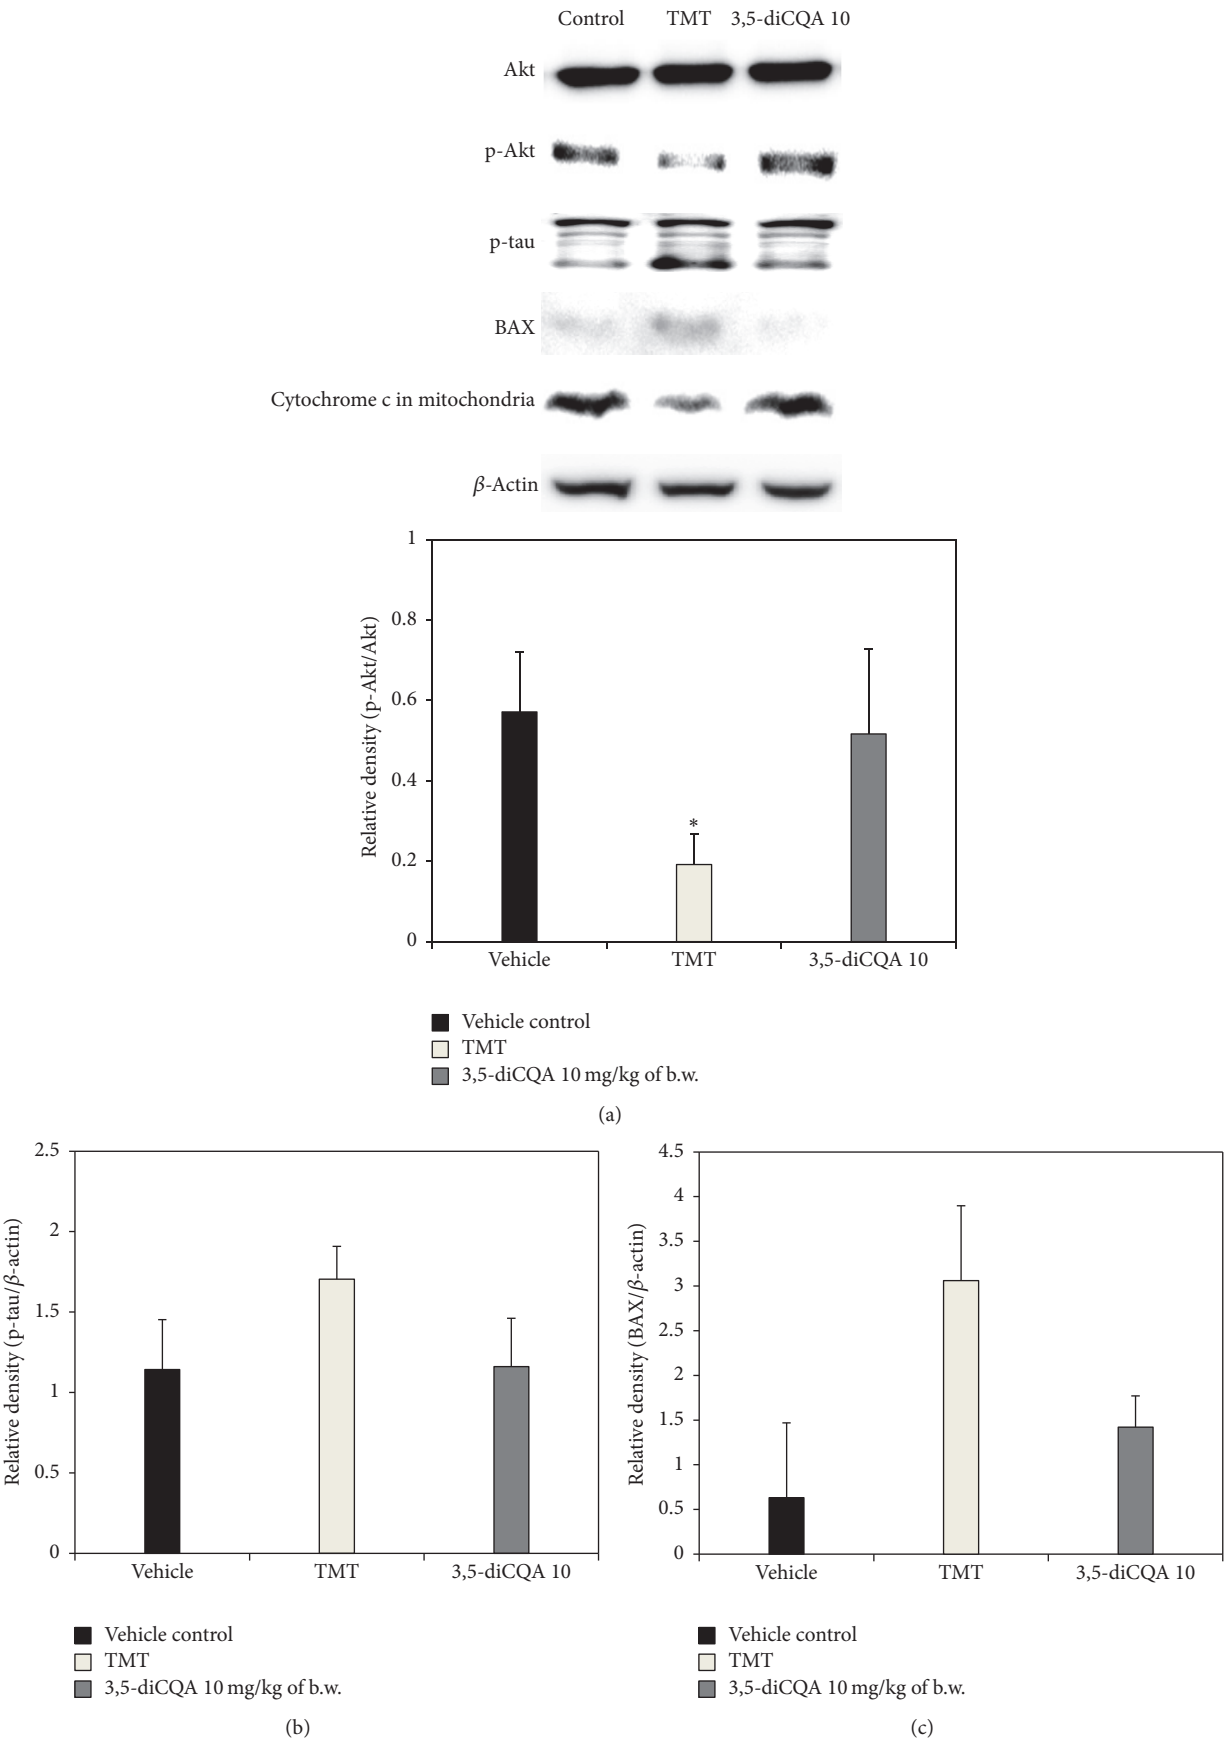 Control TMT 3,5-diCQA 10
Akt
p-Akt
p-tau
BAX
Cytochrome c in mitochondria
β-Actin
Relative density (p-Akt/Akt)
1
0.8
0.6
0.4
0.2
0
*
Vehicle TMT 3,5-diCQA 10
Vehicle control
TMT
3,5-diCQA 10 mg/kg of b.w.
(a)
Relative density (p-tau/β-actin)
2.5
2
1.5
1
0.5
0
Vehicle TMT 3,5-diCQA 10
Vehicle control
TMT
3,5-diCQA 10 mg/kg of b.w.
(b)
Relative density (BAX/β-actin)
4.5
4
3.5
3
2.5
2
1.5
1
0.5
0
Vehicle TMT 3,5-diCQA 10
Vehicle control
TMT
3,5-diCQA 10 mg/kg of b.w.
(c)